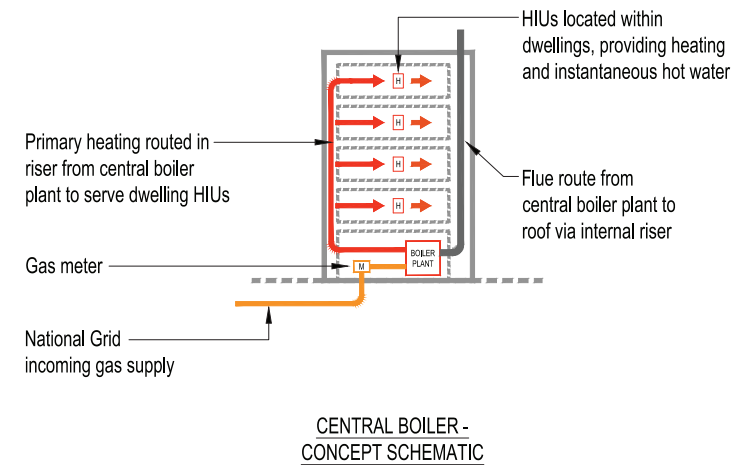 HIUs located within
dwellings, providing heating
and instantaneous hot water
H
H
H
H
Primary heating routed in
riser from central boiler
plant to serve dwelling HIUs
Flue route from
central boiler plant to
roof via internal riser
BOILER
PLANT
Gas meter
M
National Grid
incoming gas supply
CENTRAL BOILER -
CONCEPT SCHEMATIC